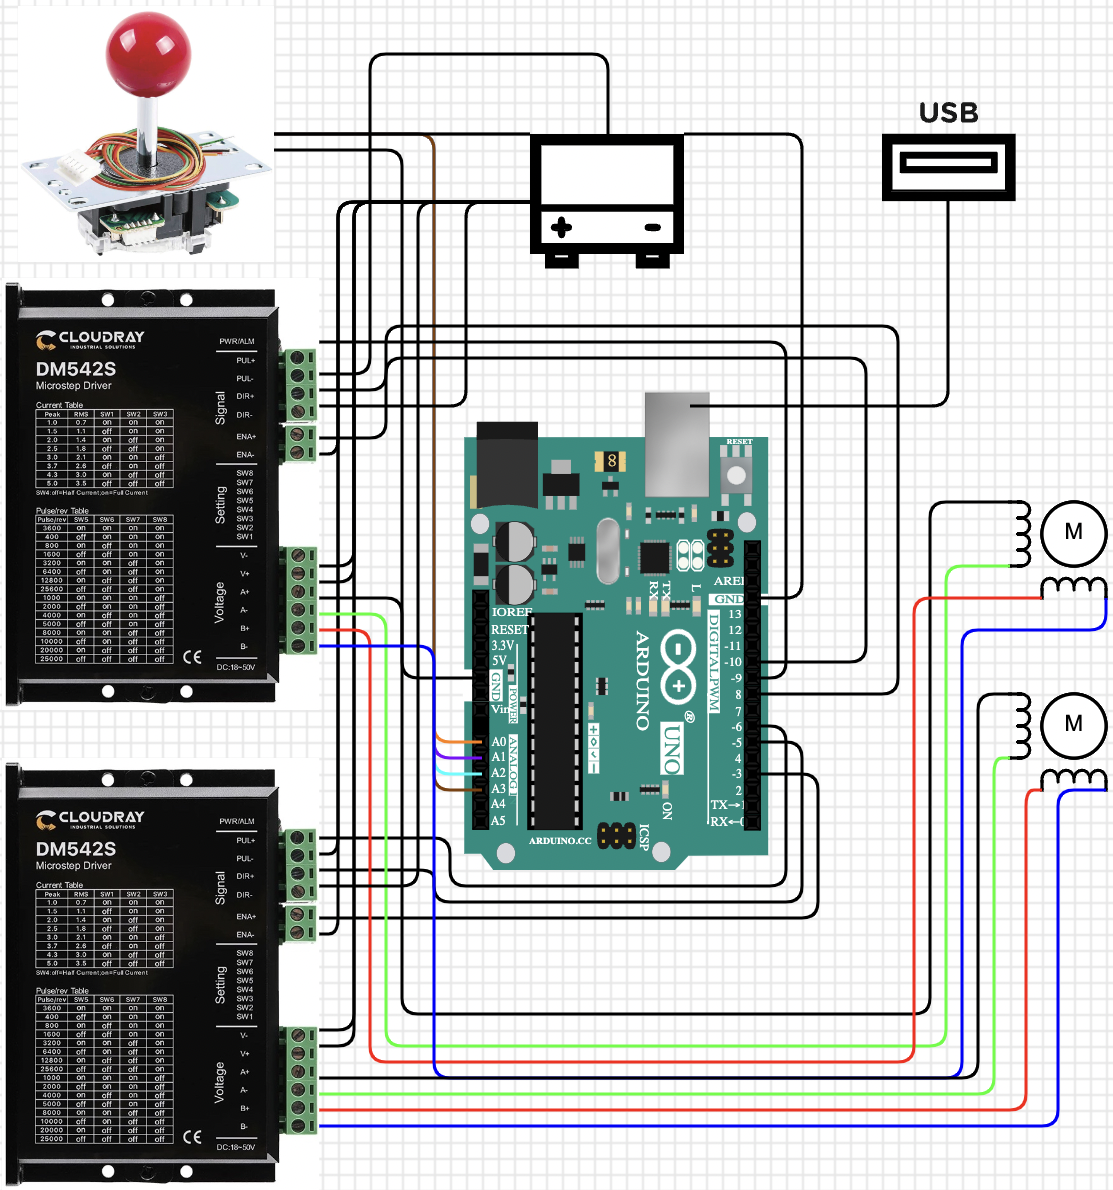 USB
CLOUDRAY
INDUSTRIAL SOLUTIONS
DM542S
Microstep Driver
Current Table
Peak RMS SW1 SW2 SW3
1.0 0.7 on on on
1.5 1.1 off on on
2.0 1.4 on off on
2.5 1.8 off off on
3.0 2.1 on on off
3.7 2.6 off on off
4.3 3.0 on off off
5.0 3.5 off off off
SW4:off=Half Current;on=Full Current
Pulse/rev Table
Pulse/rev SW5 SW6 SW7 SW8
3600 on on on on
400 off on on on
800 on off on on
1600 off off on on
3200 on on off on
6400 off on off on
12800 on off off on
25600 off off off on
1000 on on on off
2000 off on on off
4000 on off on off
5000 off off on off
8000 on on off off
10000 off on off off
20000 on off off off
25000 off off off off
PWR/ALM
PUL+
PUL-
DIR+
DIR-
ENA+
ENA-
Signal
SW8
SW7
SW6
SW5
SW4
SW3
SW2
SW1
Setting
V-
V+
A+
A-
B+
B-
Voltage
CE
DC:18~50V
CLOUDRAY
INDUSTRIAL SOLUTIONS
DM542S
Microstep Driver
Current Table
Peak RMS SW1 SW2 SW3
1.0 0.7 on on on
1.5 1.1 off on on
2.0 1.4 on off on
2.5 1.8 off off on
3.0 2.1 on on off
3.7 2.6 off on off
4.3 3.0 on off off
5.0 3.5 off off off
SW4:off=Half Current;on=Full Current
Pulse/rev Table
Pulse/rev SW5 SW6 SW7 SW8
3600 on on on on
400 off on on on
800 on off on on
1600 off off on on
3200 on on off on
6400 off on off on
12800 on off off on
25600 off off off on
1000 on on on off
2000 off on on off
4000 on off on off
5000 off off on off
8000 on on off off
10000 off on off off
20000 on off off off
25000 off off off off
PWR/ALM
PUL+
PUL-
DIR+
DIR-
ENA+
ENA-
Signal
SW8
SW7
SW6
SW5
SW4
SW3
SW2
SW1
Setting
V-
V+
A+
A-
B+
B-
Voltage
CE
DC:18~50V
RESET
8
AREF
GND
13
12
-11
-10
-9
8
7
-6
-5
4
-3
2
TX→1
RX←0
DIGITAL PWM
RX
TX
L
IOREF
RESET
3.3V
5V
GND
Vin
POWER
A0
A1
A2
A3
A4
A5
ANALOG
ARDUINO
UNO
ON
ICSP
ARDUINO.CC
M
M